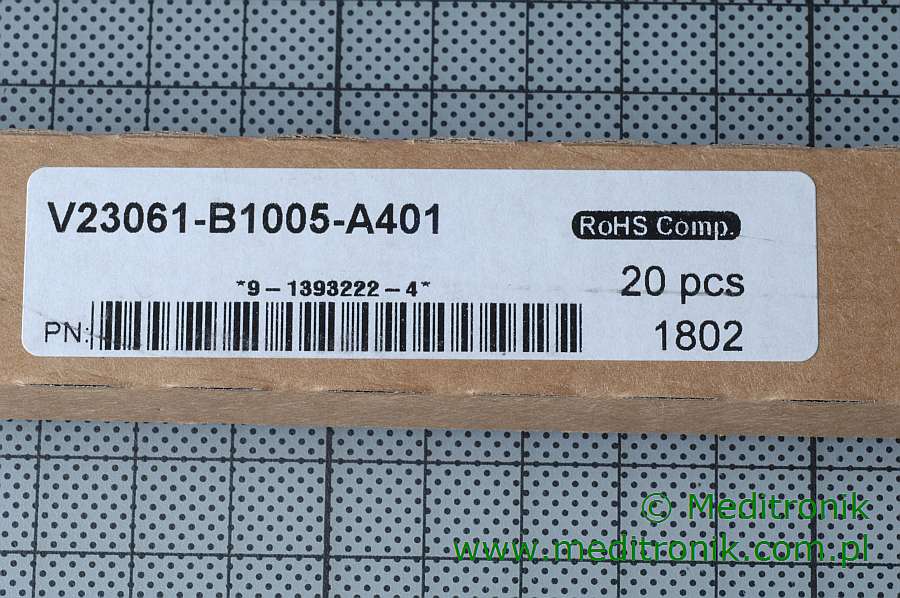 V23061-B1005-A401
RoHS Comp.
*9-1393222-4*
20 pcs
PN:
1802
© Meditronik
www.meditronik.com.pl